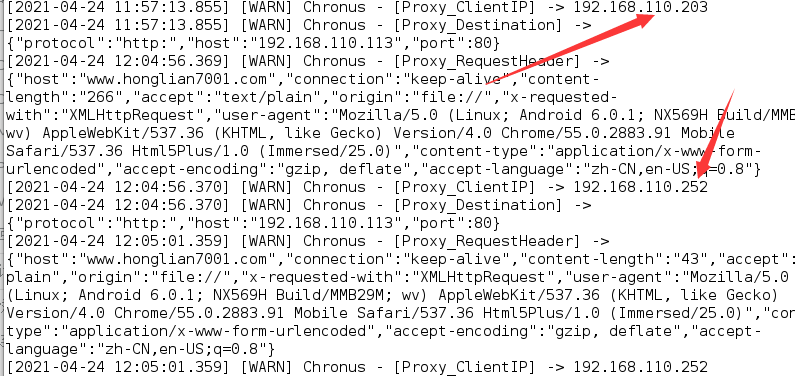 [2021-04-24 11:57:13.855] [WARN] Chronus - [Proxy_ClientIP] -> 192.168.110.203
[2021-04-24 11:57:13.855] [WARN] Chronus - [Proxy_Destination] ->
{"protocol":"http:","host":"192.168.110.113","port":80}
[2021-04-24 12:04:56.369] [WARN] Chronus - [Proxy_RequestHeader] ->
{"host":"www.honglian7001.com","connection":"keep-alive","content-
length":"266","accept":"text/plain","origin":"file://","x-requested-
with":"XMLHttpRequest","user-agent":"Mozilla/5.0 (Linux; Android 6.0.1; NX569H Build/MMB
wv) AppleWebKit/537.36 (KHTML, like Gecko) Version/4.0 Chrome/55.0.2883.91 Mobile
Safari/537.36 Html5Plus/1.0 (Immersed/25.0)","content-type":"application/x-www-form-
urlencoded","accept-encoding":"gzip, deflate","accept-language":"zh-CN,en-US;q=0.8"}
[2021-04-24 12:04:56.370] [WARN] Chronus - [Proxy_ClientIP] -> 192.168.110.252
[2021-04-24 12:04:56.370] [WARN] Chronus - [Proxy_Destination] ->
{"protocol":"http:","host":"192.168.110.113","port":80}
[2021-04-24 12:05:01.359] [WARN] Chronus - [Proxy_RequestHeader] ->
{"host":"www.honglian7001.com","connection":"keep-alive","content-length":"43","accept":
plain","origin":"file://","x-requested-with":"XMLHttpRequest","user-agent":"Mozilla/5.0
(Linux; Android 6.0.1; NX569H Build/MMB29M; wv) AppleWebKit/537.36 (KHTML, like Gecko)
Version/4.0 Chrome/55.0.2883.91 Mobile Safari/537.36 Html5Plus/1.0 (Immersed/25.0)","con
type":"application/x-www-form-urlencoded","accept-encoding":"gzip, deflate","accept-
language":"zh-CN,en-US;q=0.8"}
[2021-04-24 12:05:01.359] [WARN] Chronus - [Proxy_ClientIP] -> 192.168.110.252